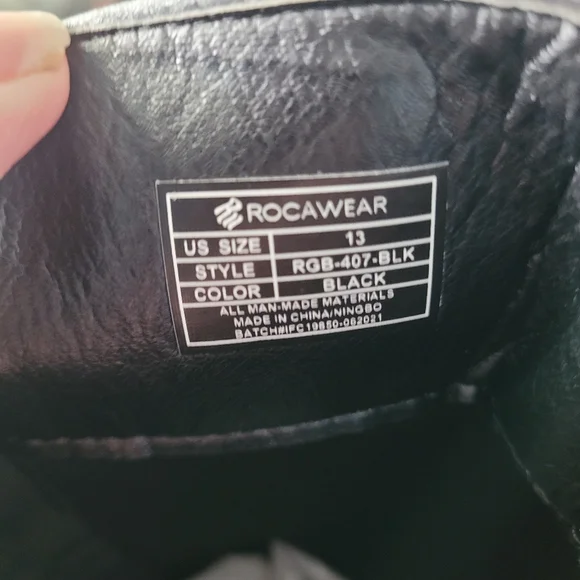 ROCAWEAR
US SIZE 13
STYLE RGB-407-BLK
COLOR BLACK
ALL MAN-MADE MATERIALS
MADE IN CHINA/NINGBO
BATCH#IFC19850-062021